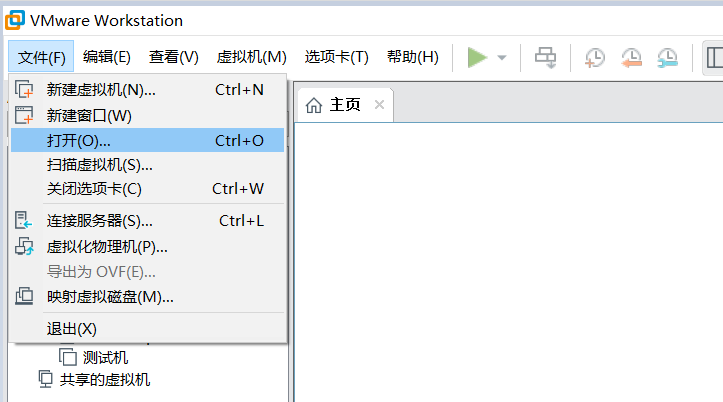 VMware Workstation
文件(F) 编辑(E) 查看(V) 虚拟机(M) 选项卡(T) 帮助(H)
新建虚拟机(N)... Ctrl+N
新建窗口(W)
打开(O)... Ctrl+O
扫描虚拟机(S)...
关闭选项卡(C) Ctrl+W
连接服务器(S)... Ctrl+L
虚拟化物理机(P)...
导出为 OVF(E)...
映射虚拟磁盘(M)...
退出(X)
测试机
共享的虚拟机
主页